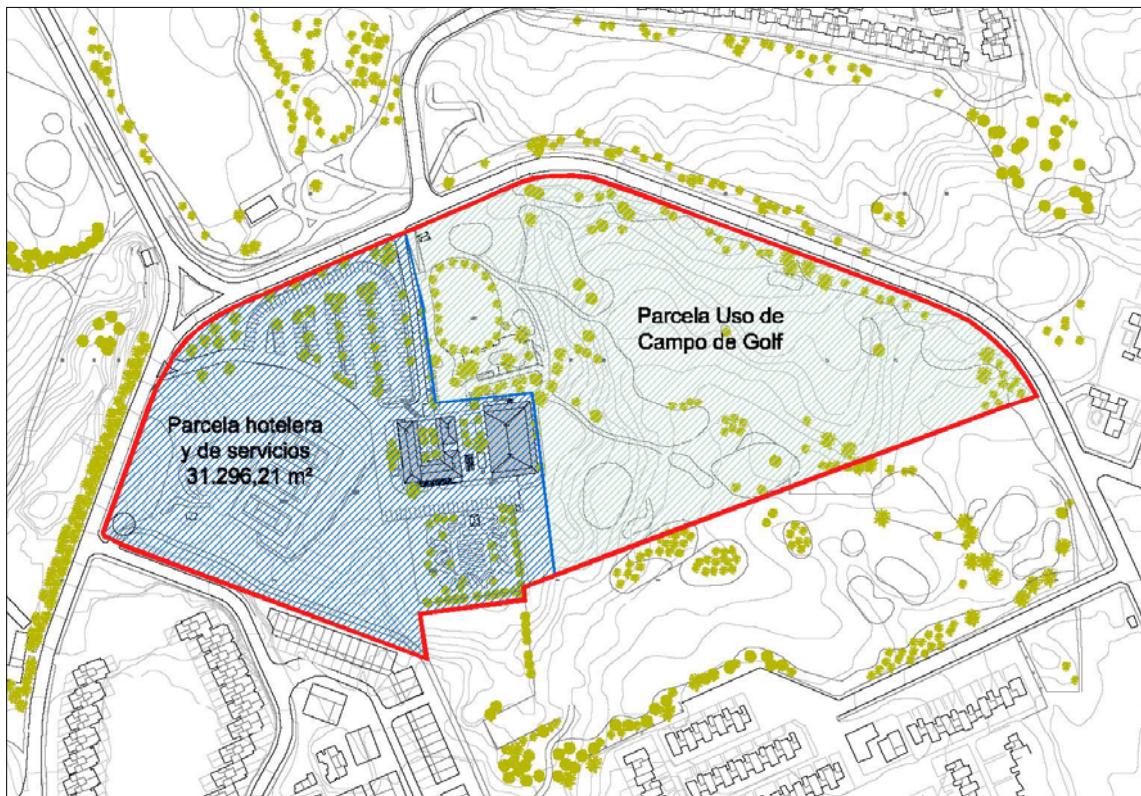 Parcela hotelera
y de servicios
31.296,21 m²
Parcela Uso de
Campo de Golf